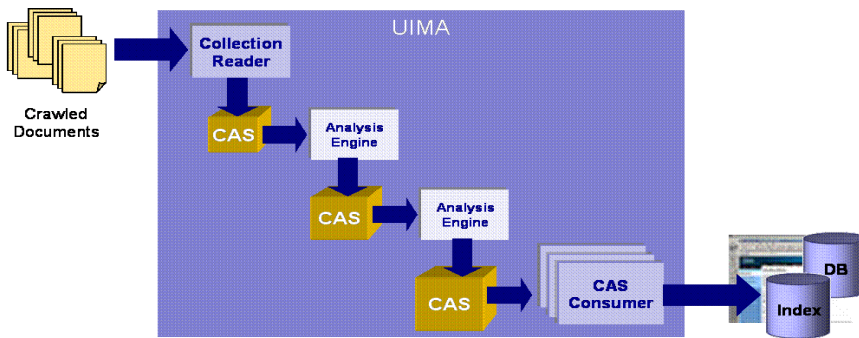 UIMA
Collection
Reader
Crawled
Documents
CAS
Analysis
Engine
CAS
Analysis
Engine
CAS
CAS
Consumer
DB
Index